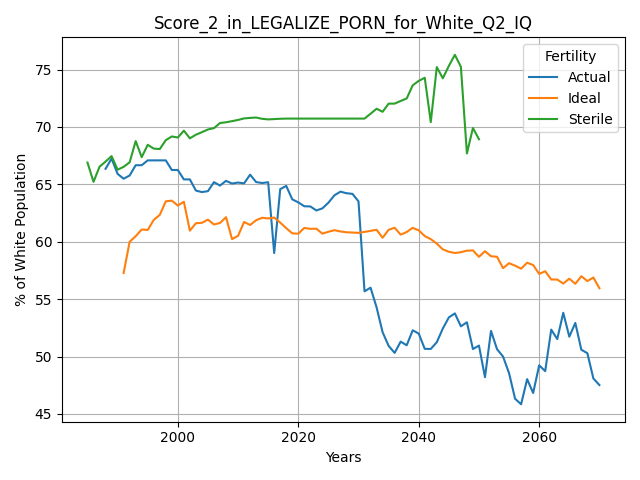 Score_2_in_LEGALIZE_PORN_for_White_Q2_IQ
Fertility
Actual
Ideal
Sterile
% of White Population
75
70
65
60
55
50
45
2000
2020
2040
2060
Years